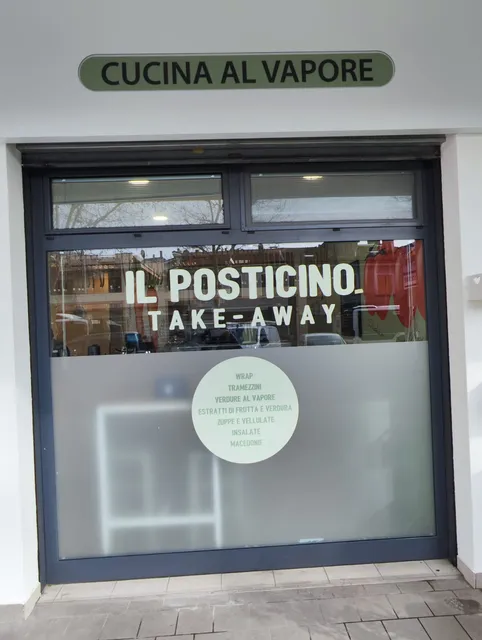 CUCINA AL VAPORE
IL POSTICINO
TAKE-AWAY
WRAP
TRAMEZZINI
VERDURE AL VAPORE
ESTRATTI DI FRUTTA E VERDURA
ZUPPE E VELLUTATE
INSALATE
MACEDONIE